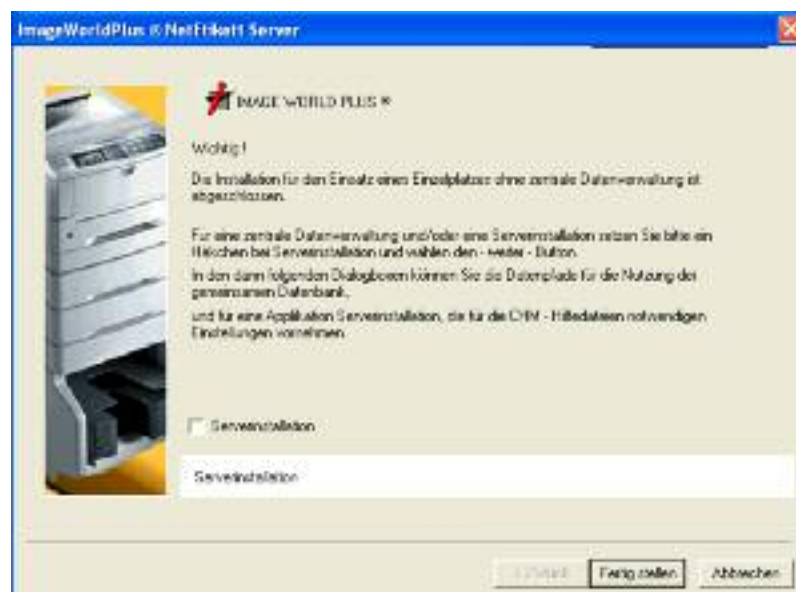 ImageWorldPlus ® NetEtikett Server
IMAGE WORLD PLUS ®
Wichtig!
Die Installation für den Einsatz eines Einzelplatzes ohne zentrale Datenverwaltung ist
abgeschlossen.
Für eine zentrale Datenverwaltung und/oder eine Serverinstallation setzen Sie bitte ein
Häkchen bei Serverinstallation und wählen den - weiter - Button.
In den dann folgenden Dialogboxen können Sie die Datenpfade für die Nutzung der
gemeinsamen Datenbank,
und für eine Applikation Serverinstallation, die für die CHM - Hilfedateien notwendigen
Einstellungen vornehmen.
Serverinstallation
Serverinstallation
< Zurück
Fertig stellen
Abbrechen